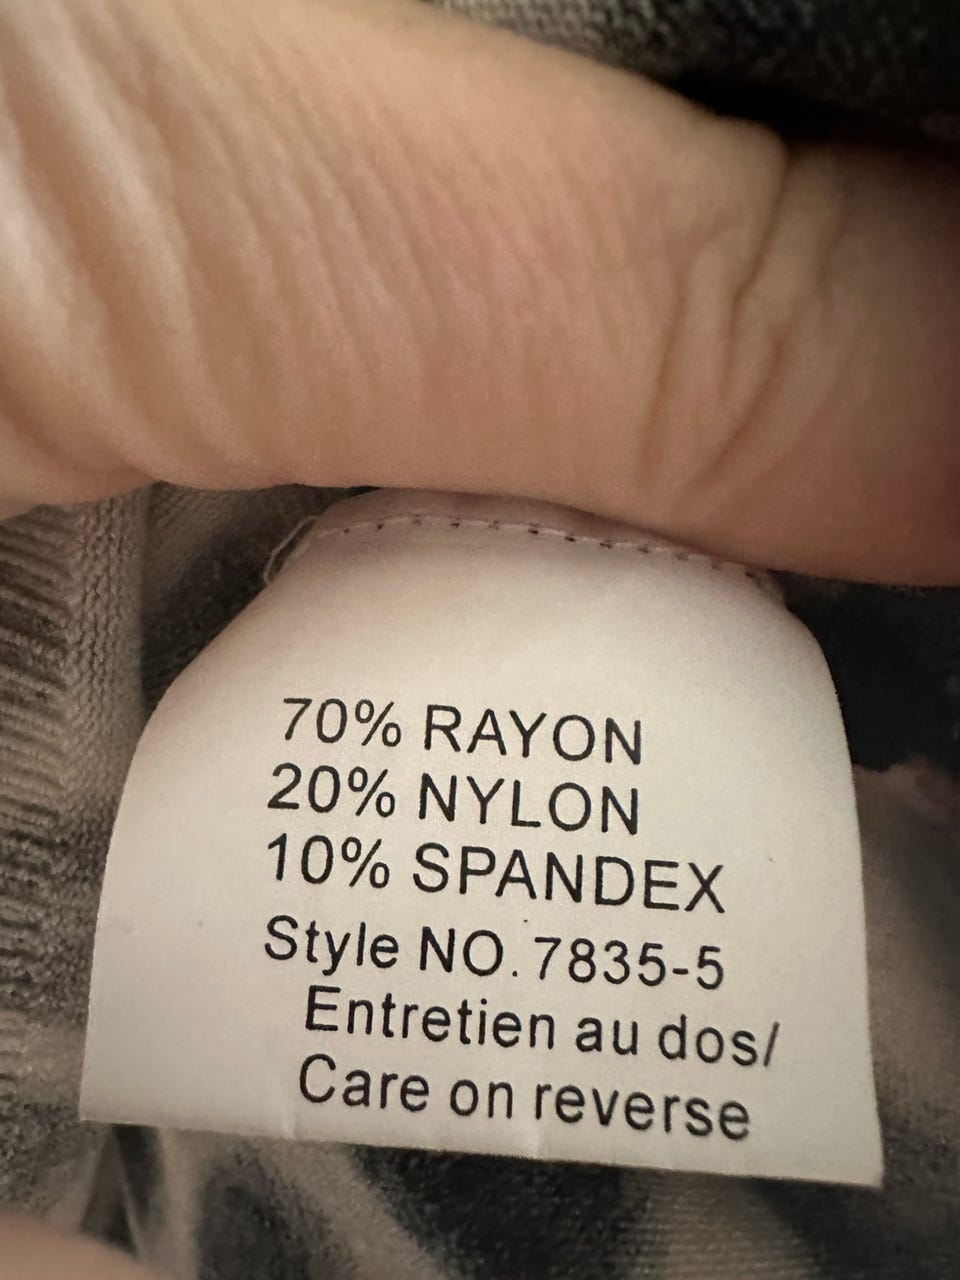 70% RAYON
20% NYLON
10% SPANDEX
Style NO. 7835-5
Entretien au dos/
Care on reverse